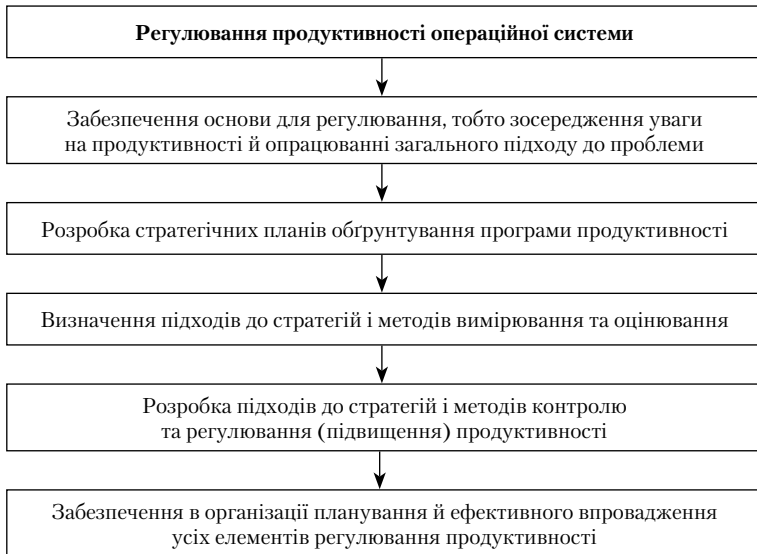 Регулювання продуктивності операційної системи
Забезпечення основи для регулювання, тобто зосередження уваги
на продуктивності й опрацюванні загального підходу до проблеми
Розробка стратегічних планів обґрунтування програми продуктивності
Визначення підходів до стратегій і методів вимірювання та оцінювання
Розробка підходів до стратегій і методів контролю
та регулювання (підвищення) продуктивності
Забезпечення в організації планування й ефективного впровадження
усіх елементів регулювання продуктивності